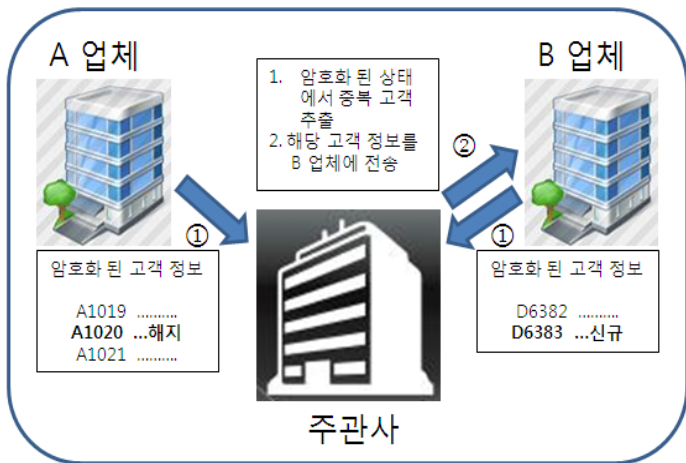 A 업체
B 업체
1. 암호화 된 상태
에서 중복 고객
추출
2. 해당 고객 정보를
B 업체에 전송
②
①
①
암호화 된 고객 정보
A1019 ..........
A1020 ...해지
A1021 ..........
암호화 된 고객 정보
D6382 ..........
D6383 ...신규
주관사